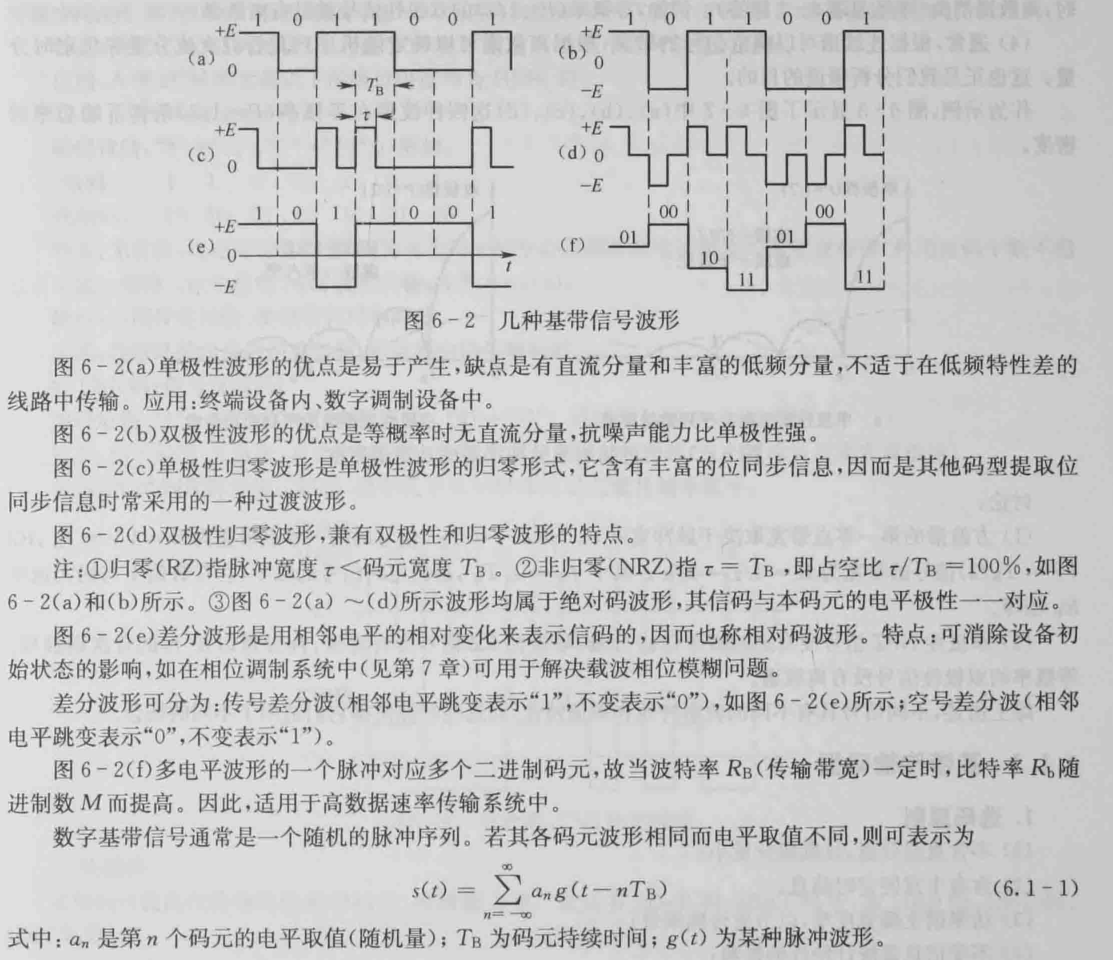 1 0 1 1 0 0 1
1 0 1 1 0 0 1
+E
(a)
0
T_B
τ
+E
(b) 0
−E
+E
(c)
0
+E
(d) 0
−E
1 0 1 1 0 0 1
+E
(e)
0
−E
t
00 00
(f) 01 01
10
11 11
图 6-2 几种基带信号波形
图 6-2(a)单极性波形的优点是易于产生,缺点是有直流分量和丰富的低频分量,不适于在低频特性差的
线路中传输。应用:终端设备内、数字调制设备中。
图 6-2(b)双极性波形的优点是等概率时无直流分量,抗噪声能力比单极性强。
图 6-2(c)单极性归零波形是单极性波形的归零形式,它含有丰富的位同步信息,因而是其他码型提取位
同步信息时常采用的一种过渡波形。
图 6-2(d)双极性归零波形,兼有双极性和归零波形的特点。
注:①归零(RZ)指脉冲宽度 τ<码元宽度 T_B。②非归零(NRZ)指 τ = T_B,即占空比 τ/T_B =100%,如图
6-2(a)和(b)所示。③图 6-2(a) ~(d)所示波形均属于绝对码波形,其信码与本码元的电平极性一一对应。
图 6-2(e)差分波形是用相邻电平的相对变化来表示信码的,因而也称相对码波形。特点:可消除设备初
始状态的影响,如在相位调制系统中(见第 7 章)可用于解决载波相位模糊问题。
差分波形可分为:传号差分波(相邻电平跳变表示“1”,不变表示“0”),如图 6-2(e)所示;空号差分波(相邻
电平跳变表示“0”,不变表示“1”)。
图 6-2(f)多电平波形的一个脉冲对应多个二进制码元,故当波特率 R_B(传输带宽)一定时,比特率 R_b随
进制数 M 而提高。因此,适用于高数据速率传输系统中。
数字基带信号通常是一个随机的脉冲序列。若其各码元波形相同而电平取值不同,则可表示为
s(t) = ∑_{n=−∞}^{∞} a_n g(t−nT_B) (6.1-1)
式中: a_n 是第 n 个码元的电平取值(随机量); T_B 为码元持续时间; g(t) 为某种脉冲波形。